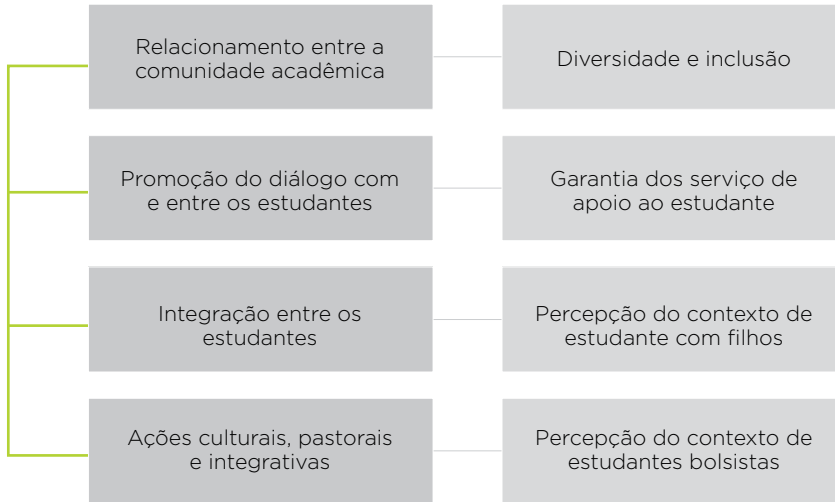 Relacionamento entre a
comunidade acadêmica
Diversidade e inclusão
Promoção do diálogo com
e entre os estudantes
Garantia dos serviço de
apoio ao estudante
Integração entre os
estudantes
Percepção do contexto de
estudante com filhos
Ações culturais, pastorais
e integrativas
Percepção do contexto de
estudantes bolsistas